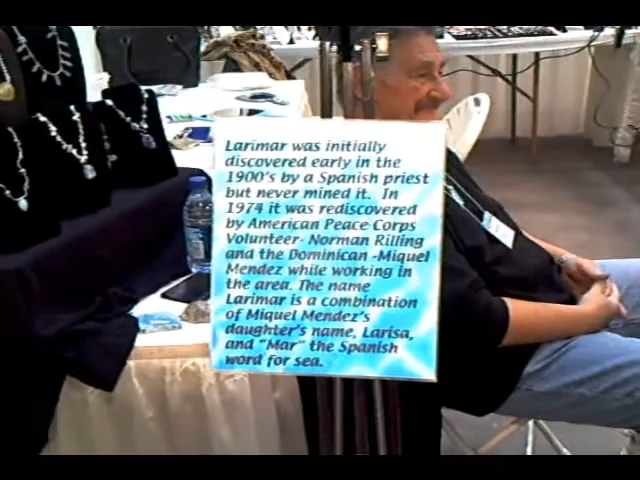 Larimar was initially
discovered early in the
1900's by a Spanish priest
but never mined it. In
1974 it was rediscovered
by American Peace Corps
Volunteer- Norman Rilling
and the Dominican -Miquel
Mendez while working in
the area. The name
Larimar is a combination
of Miquel Mendez's
daughter's name, Larisa,
and "Mar" the Spanish
word for sea.